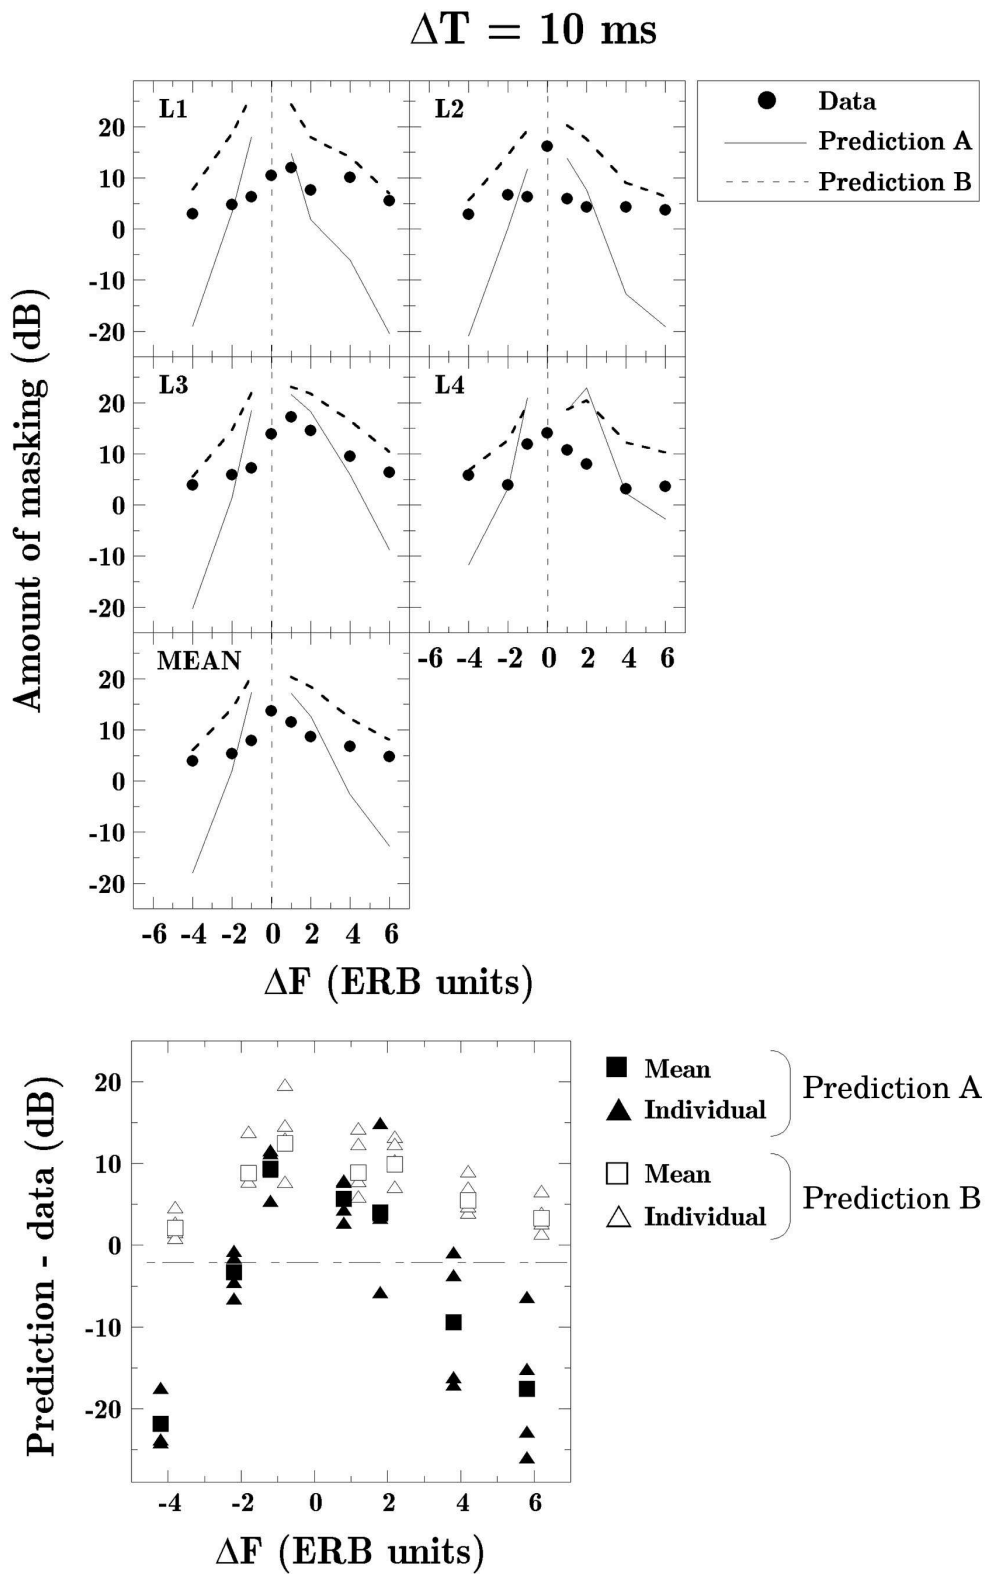 ΔT = 10 ms
L1
L2
20
10
0
-10
-20
Data
Prediction A
Prediction B
L3
L4
20
10
0
-10
-20
-6 -4 -2 0 2 4 6
MEAN
20
10
0
-10
-20
-6 -4 -2 0 2 4 6
Amount of masking (dB)
ΔF (ERB units)
20
10
0
-10
-20
-4 -2 0 2 4 6
Prediction - data (dB)
ΔF (ERB units)
Mean
Individual
Prediction A
Mean
Individual
Prediction B